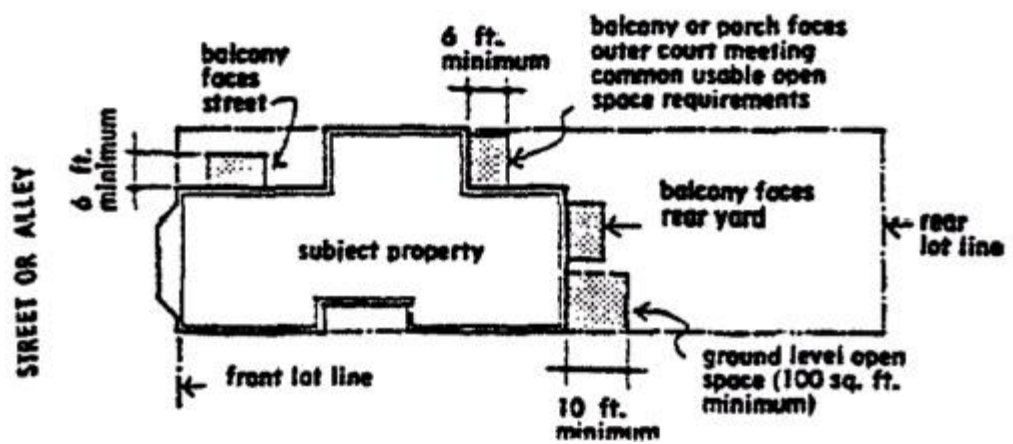 balcony
faces
street
6 ft.
minimum
balcony or porch faces
outer court meeting
common usable open
space requirements
6 ft.
minimum
STREET OR ALLEY
balcony faces
rear yard
rear
lot line
subject property
front lot line
ground level open
space (100 sq. ft.
minimum)
10 ft.
minimum